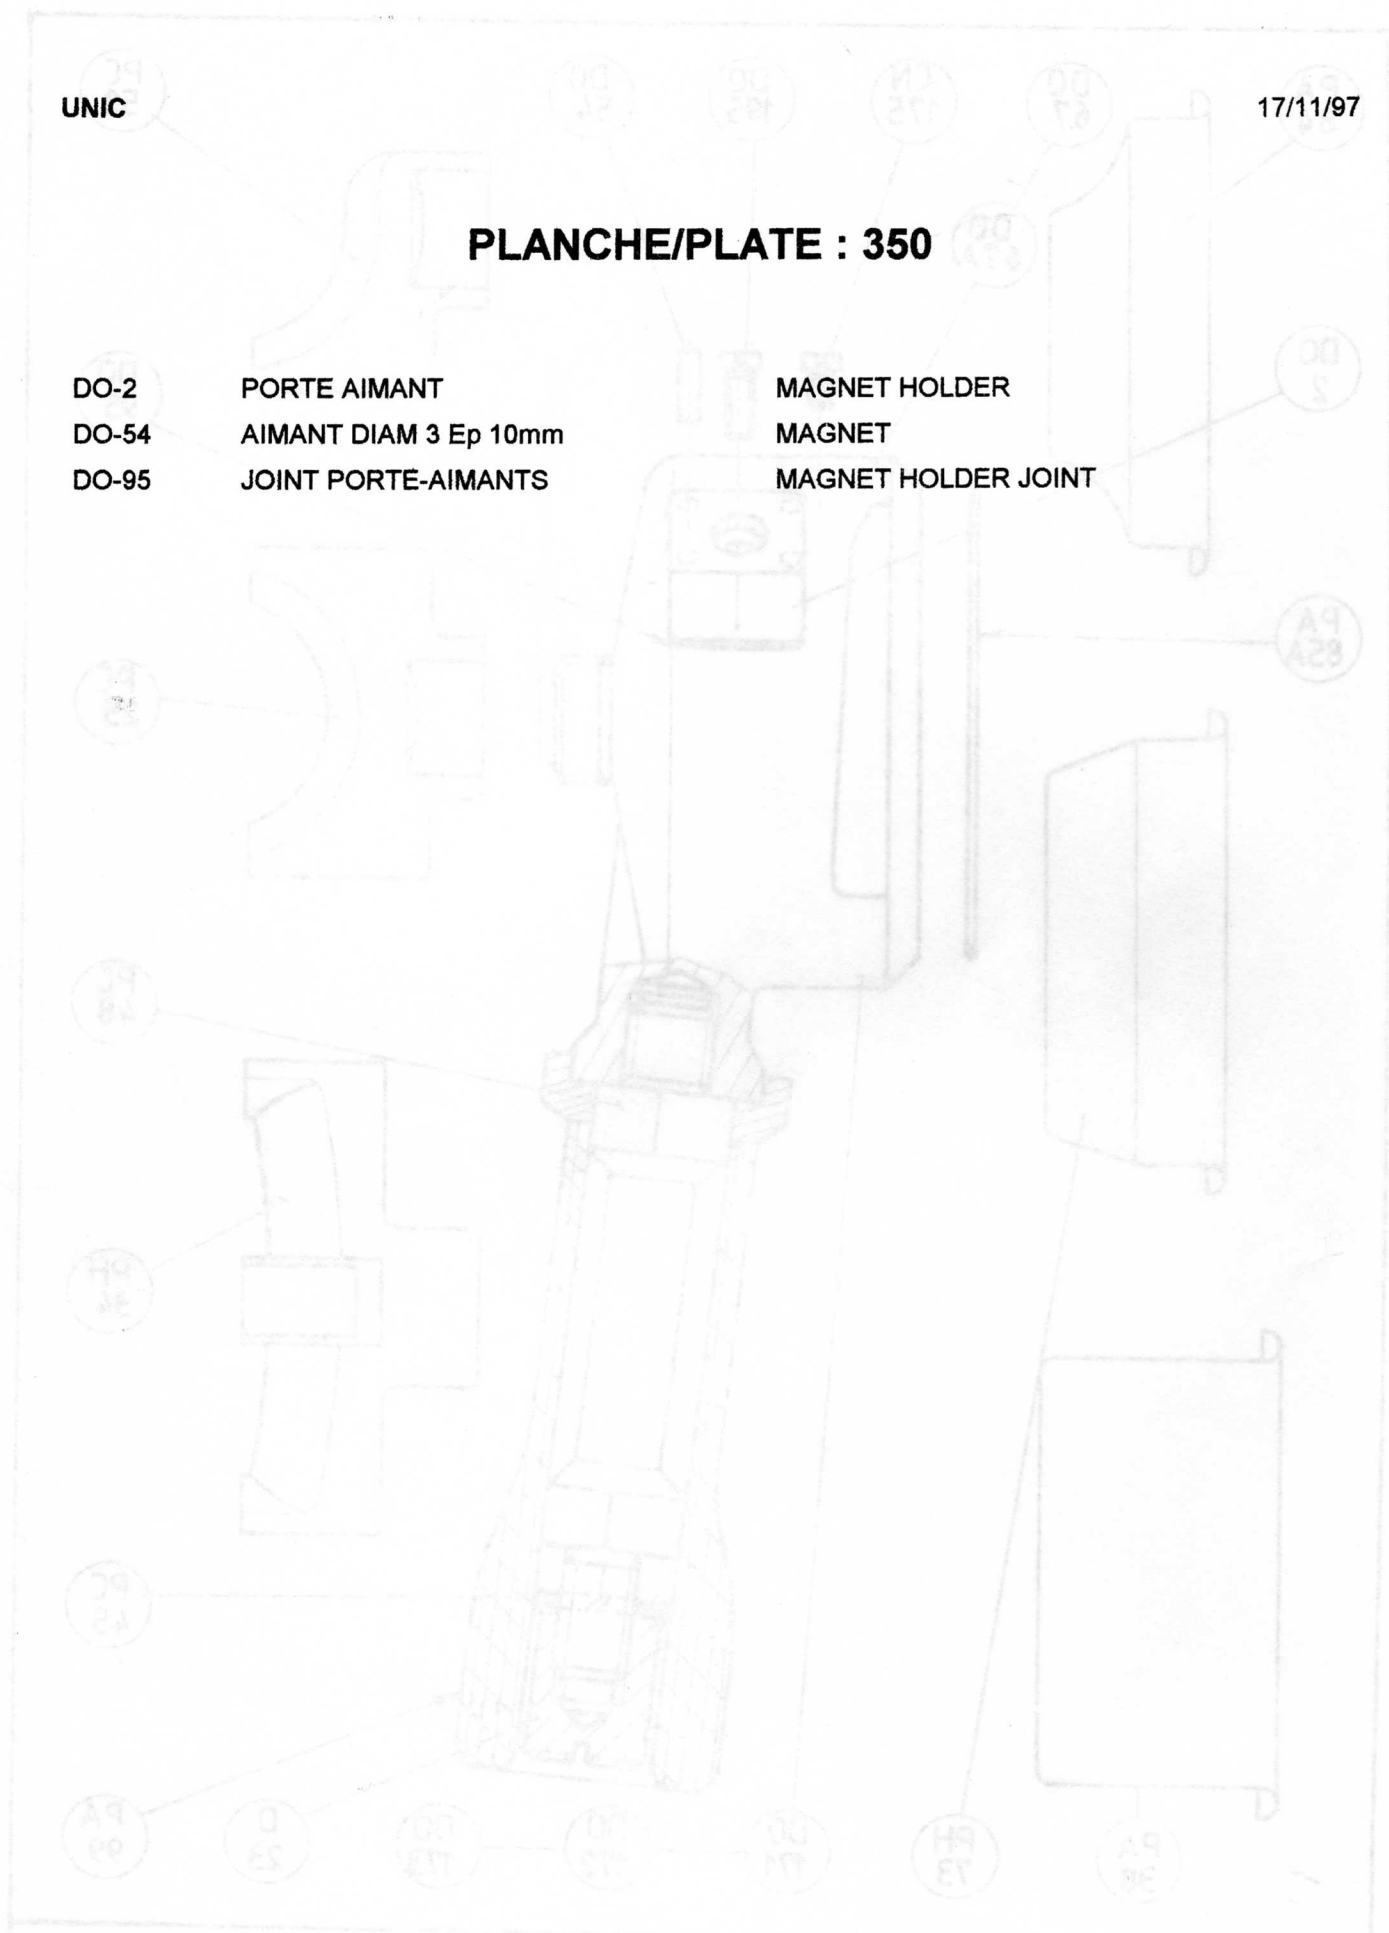 UNIC 17/11/97
PLANCHE/PLATE : 350
DO-2 PORTE AIMANT MAGNET HOLDER
DO-54 AIMANT DIAM 3 Ep 10mm MAGNET
DO-95 JOINT PORTE-AIMANTS MAGNET HOLDER JOINT